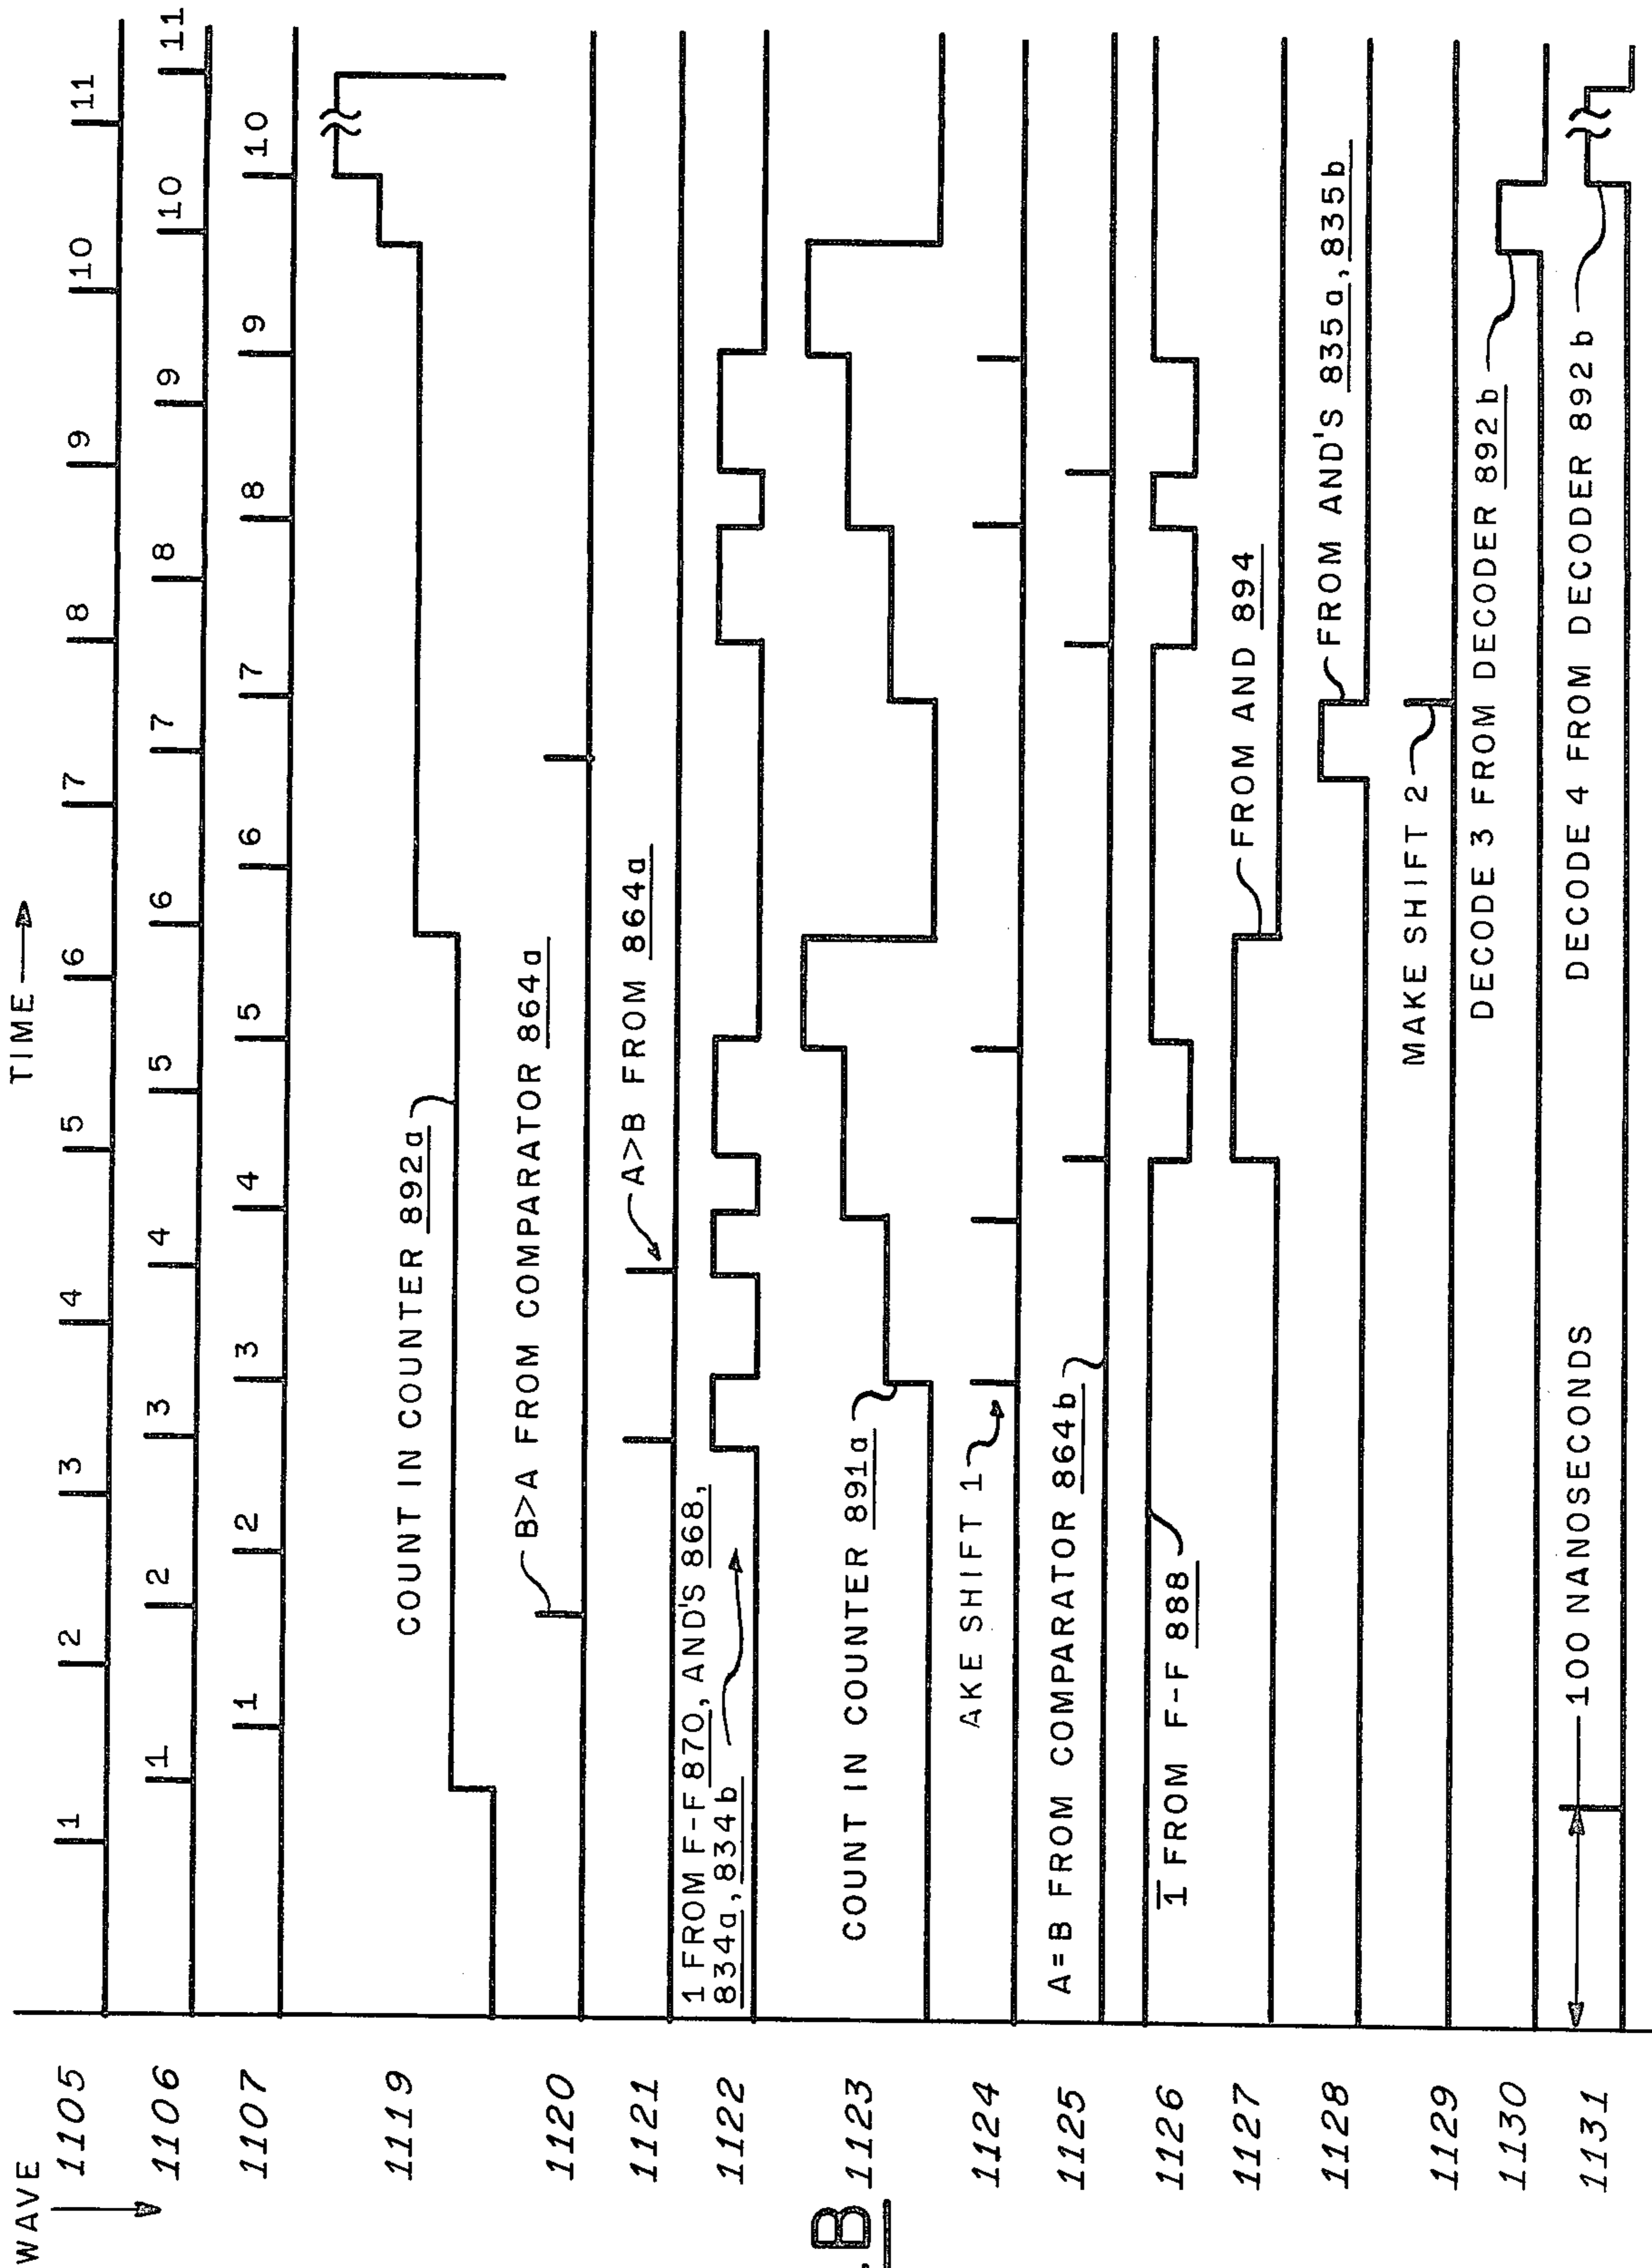 TIME
WAVE
1105 1 2 3 4 5 6 7 8 9 10 11
1106 1 2 3 4 5 6 7 8 9 10 11
1107 1 2 3 4 5 6 7 8 9 10
1119 COUNT IN COUNTER 892a
1120 B>A FROM COMPARATOR 864a
1121 A>B FROM 864a
1122 1 FROM F-F 870, AND'S 868,
834a, 834b
1123 COUNT IN COUNTER 891a
1124 AKE SHIFT 1
1125 A=B FROM COMPARATOR 864b
1126 1̅ FROM F-F 888
1127 FROM AND 894
1128 FROM AND'S 835a, 835b
1129 MAKE SHIFT 2
1130 DECODE 3 FROM DECODER 892b
1131 100 NANOSECONDS DECODE 4 FROM DECODER 892b
.B